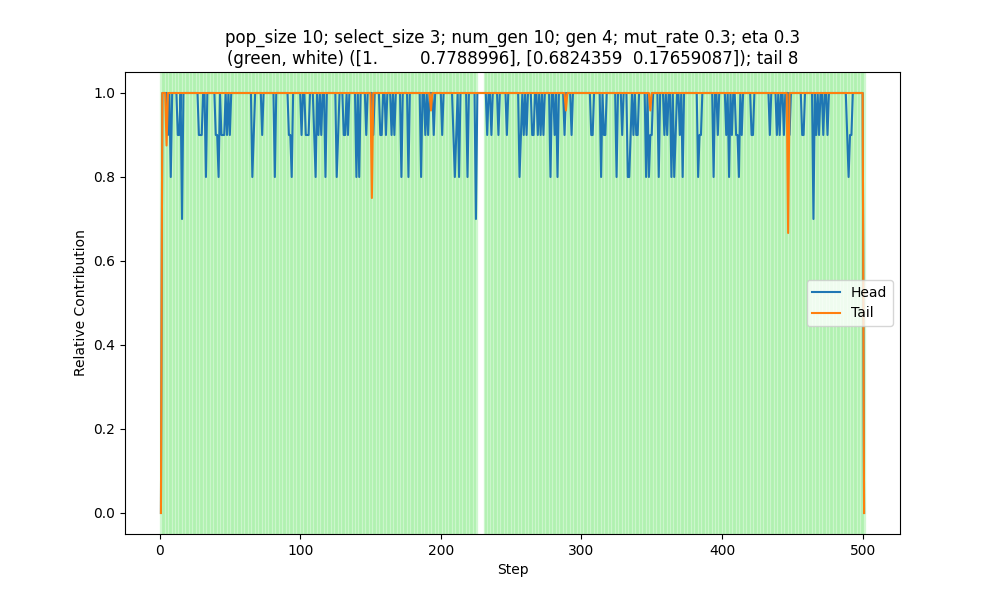 pop_size 10; select_size 3; num_gen 10; gen 4; mut_rate 0.3; eta 0.3
(green, white) ([1.        0.7788996], [0.6824359  0.17659087]); tail 8
1.0
0.8
0.6
0.4
0.2
0.0
Relative Contribution
Head
Tail
0
100
200
300
400
500
Step